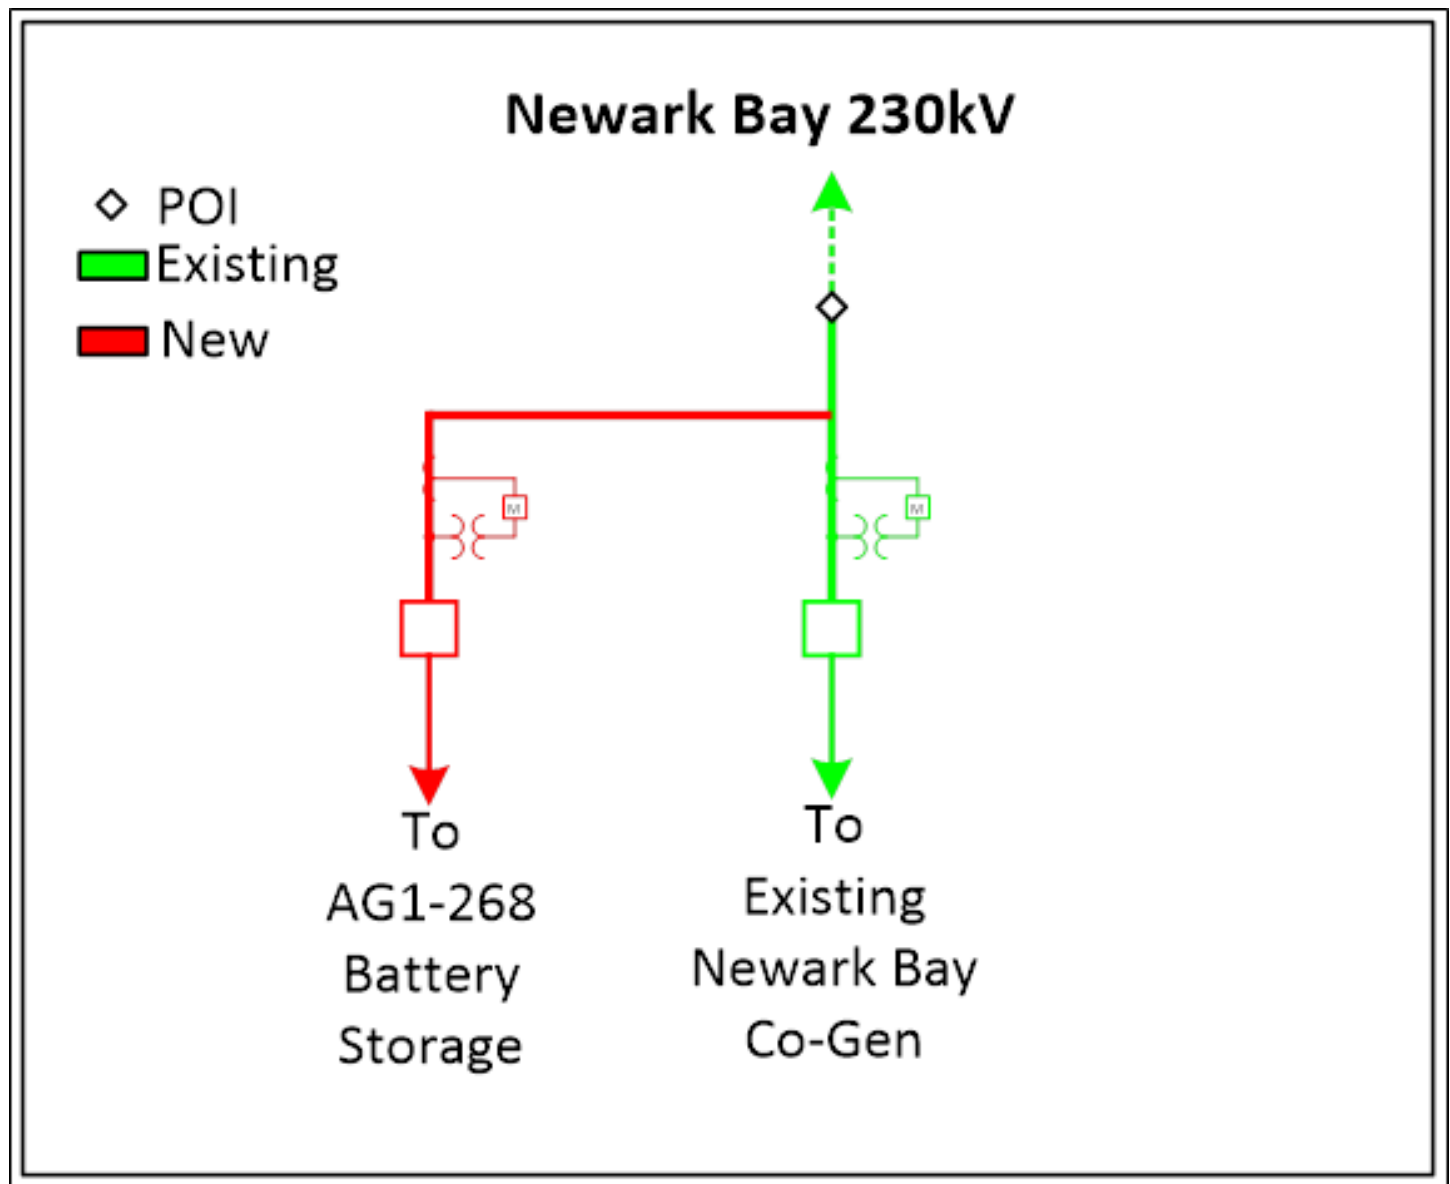 Newark Bay 230kV
POI
Existing
New
M
M
To
AG1-268
Battery
Storage
To
Existing
Newark Bay
Co-Gen